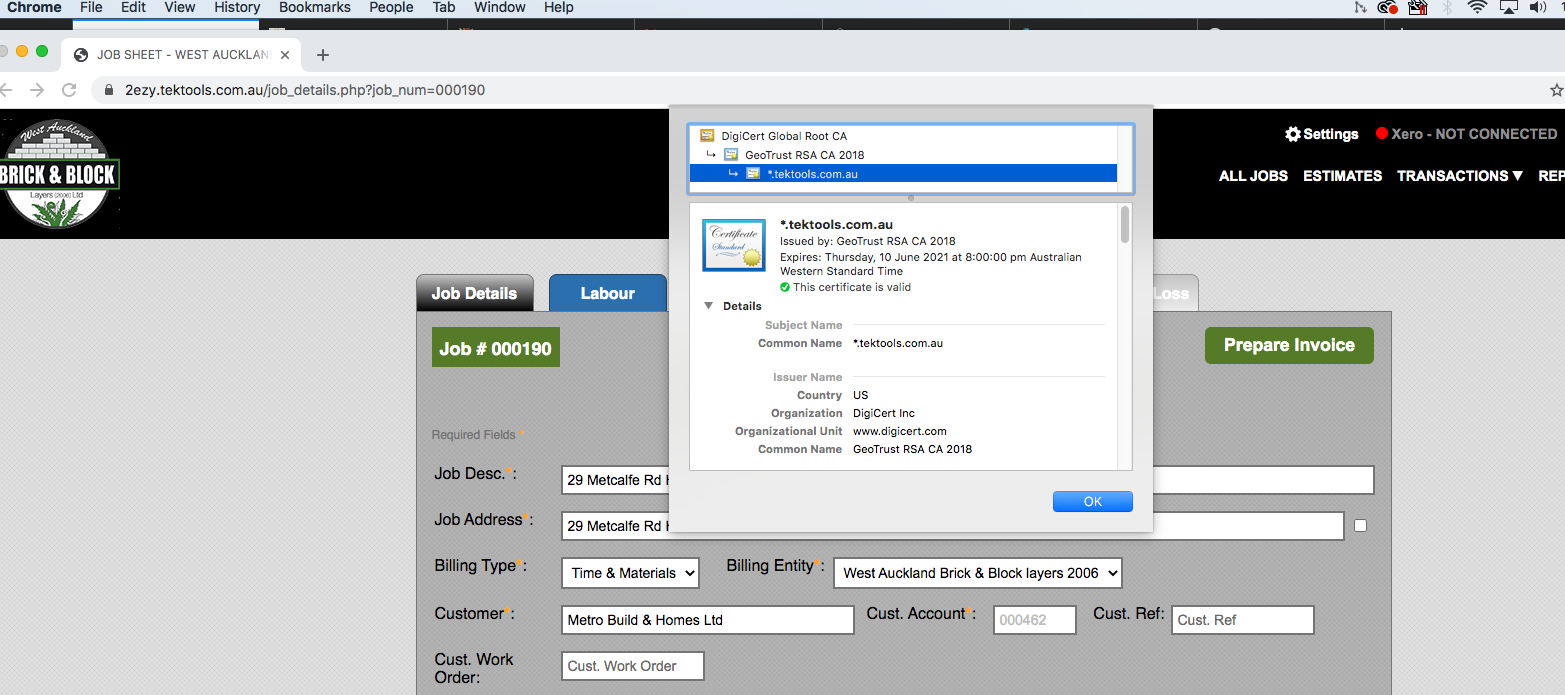 Chrome File Edit View History Bookmarks People Tab Window Help
JOB SHEET - WEST AUCKLAN
2ezy.tektools.com.au/job_details.php?job_num=000190
West Auckland
BRICK & BLOCK
Layers (2006) Ltd
Settings Xero - NOT CONNECTED
ALL JOBS ESTIMATES TRANSACTIONS ▼ REP
DigiCert Global Root CA
GeoTrust RSA CA 2018
*.tektools.com.au
Certificate
Standard
*.tektools.com.au
Issued by: GeoTrust RSA CA 2018
Expires: Thursday, 10 June 2021 at 8:00:00 pm Australian
Western Standard Time
This certificate is valid
Details
Subject Name
Common Name *.tektools.com.au
Issuer Name
Country US
Organization DigiCert Inc
Organizational Unit www.digicert.com
Common Name GeoTrust RSA CA 2018
OK
Job Details Labour Loss
Job # 000190 Prepare Invoice
Required Fields *
Job Desc.*: 29 Metcalfe Rd
Job Address*: 29 Metcalfe Rd
Billing Type*: Time & Materials Billing Entity*: West Auckland Brick & Block layers 2006
Customer*: Metro Build & Homes Ltd Cust. Account*: 000462 Cust. Ref: Cust. Ref
Cust. Work
Order: Cust. Work Order